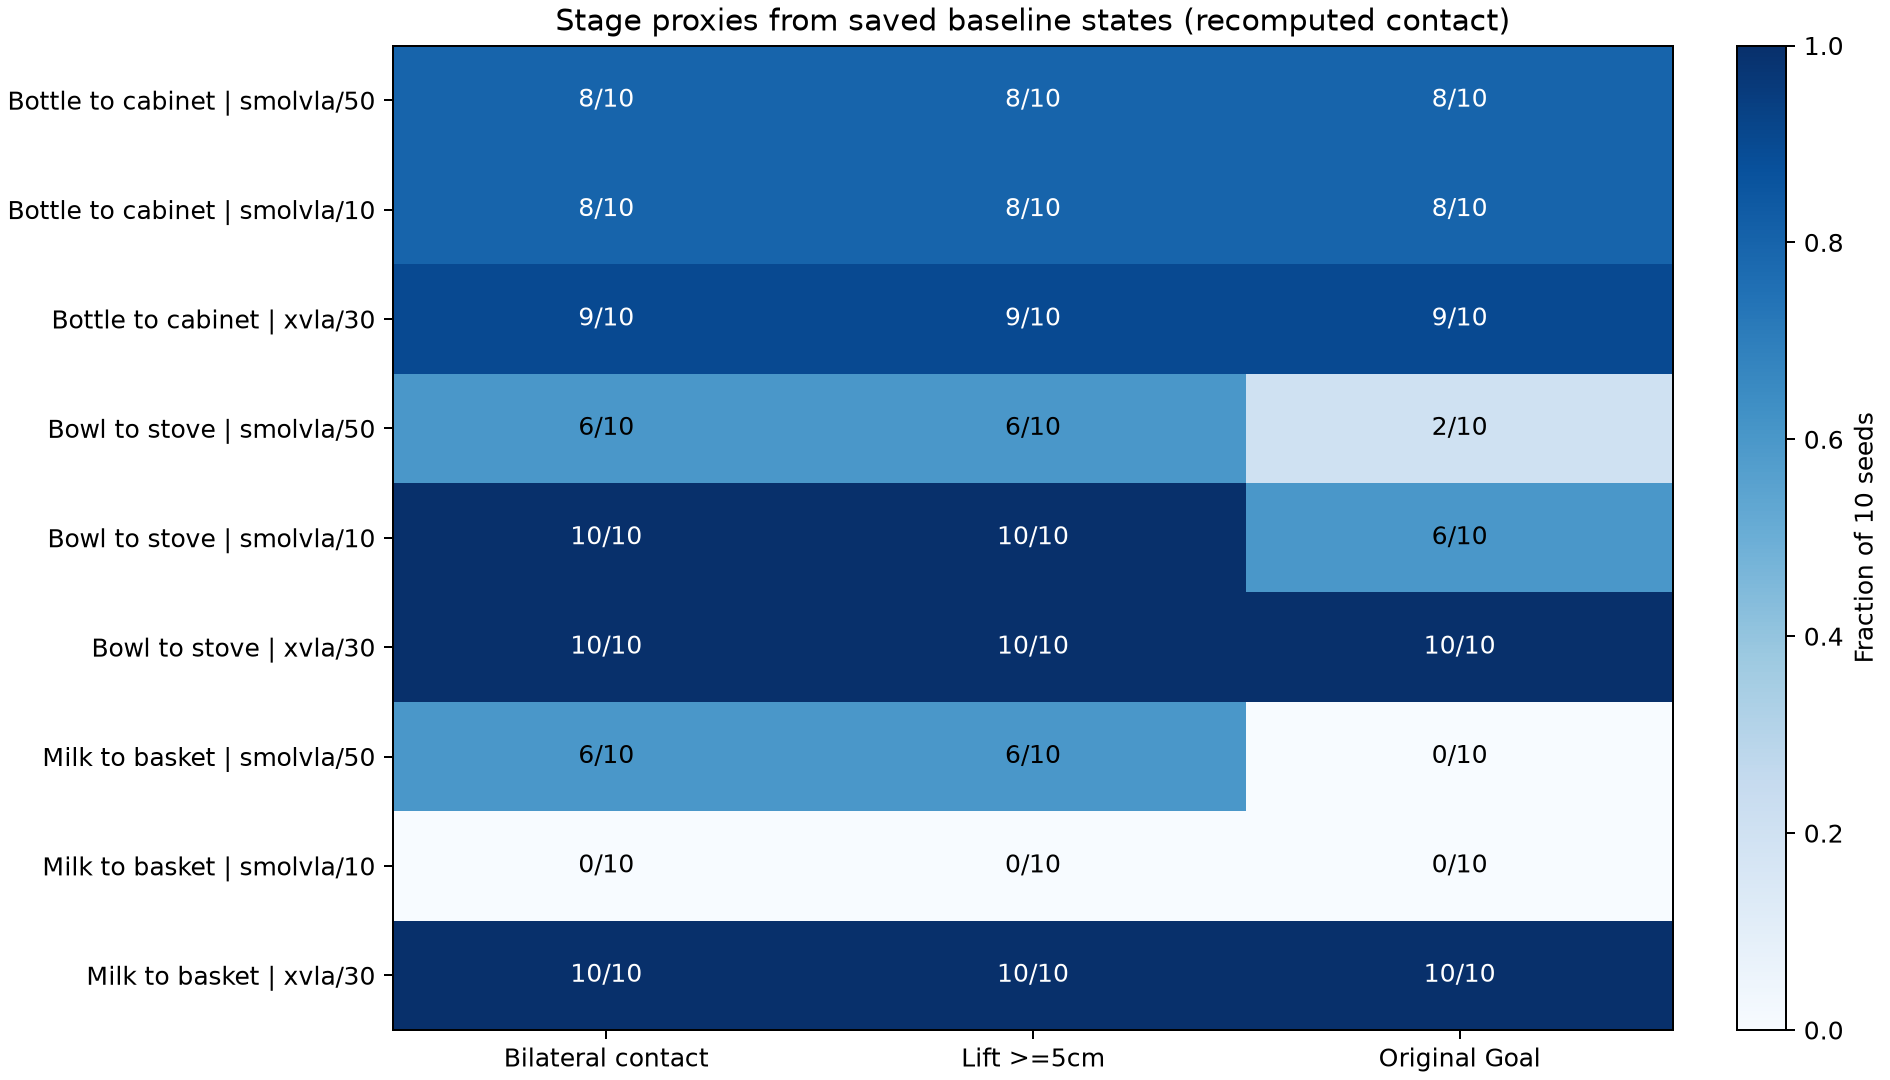 Stage proxies from saved baseline states (recomputed contact)
Bottle to cabinet | smolvla/50 8/10 8/10 8/10
Bottle to cabinet | smolvla/10 8/10 8/10 8/10
Bottle to cabinet | xvla/30 9/10 9/10 9/10
Bowl to stove | smolvla/50 6/10 6/10 2/10
Bowl to stove | smolvla/10 10/10 10/10 6/10
Bowl to stove | xvla/30 10/10 10/10 10/10
Milk to basket | smolvla/50 6/10 6/10 0/10
Milk to basket | smolvla/10 0/10 0/10 0/10
Milk to basket | xvla/30 10/10 10/10 10/10
Bilateral contact Lift >=5cm Original Goal
1.0
0.8
0.6
0.4
0.2
0.0
Fraction of 10 seeds